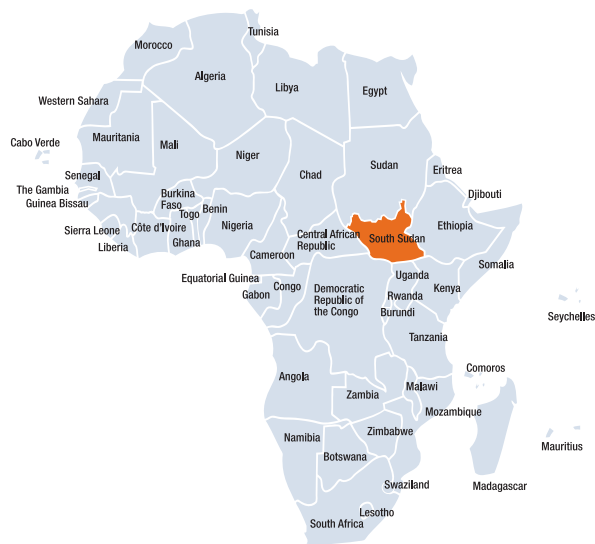 Tunisia
Morocco
Algeria
Libya
Egypt
Western Sahara
Cabo Verde
Mauritania
Mali
Niger
Chad
Sudan
Eritrea
Senegal
The Gambia
Guinea Bissau
Burkina
Faso
Togo
Benin
Nigeria
Djibouti
Sierra Leone
Liberia
Côte d'Ivoire
Ghana
Cameroon
Central African
Republic
South Sudan
Ethiopia
Somalia
Equatorial Guinea
Gabon
Congo
Democratic
Republic of
the Congo
Uganda
Rwanda
Burundi
Kenya
Seychelles
Tanzania
Comoros
Angola
Zambia
Malawi
Mozambique
Namibia
Zimbabwe
Botswana
Mauritius
Swaziland
Madagascar
Lesotho
South Africa